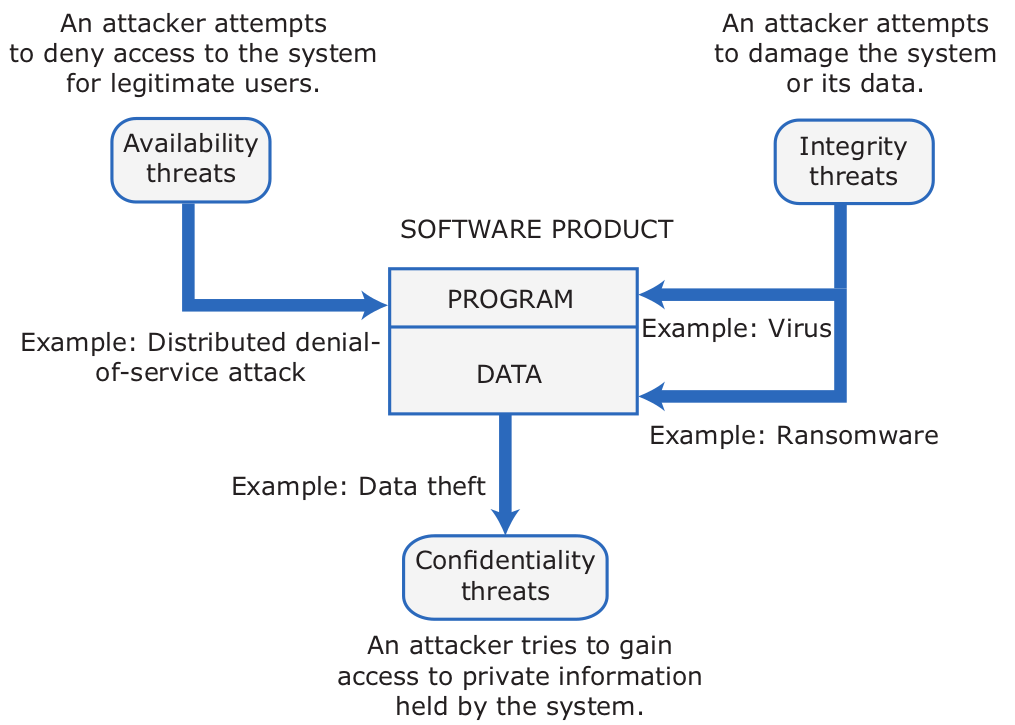 An attacker attempts
to deny access to the system
for legitimate users.
An attacker attempts
to damage the system
or its data.
Availability
threats
Integrity
threats
SOFTWARE PRODUCT
PROGRAM
Example: Virus
Example: Distributed denial-
of-service attack
DATA
Example: Ransomware
Example: Data theft
Confidentiality
threats
An attacker tries to gain
access to private information
held by the system.